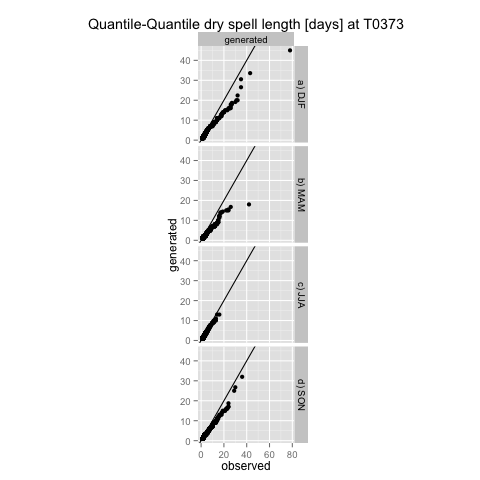 Quantile-Quantile dry spell length [days] at T0373
generated
40
30
20
10
0
a) DJF
40
30
20
10
0
b) MAM
40
30
20
10
0
c) JJA
40
30
20
10
0
d) SON
generated
0 20 40 60 80
observed